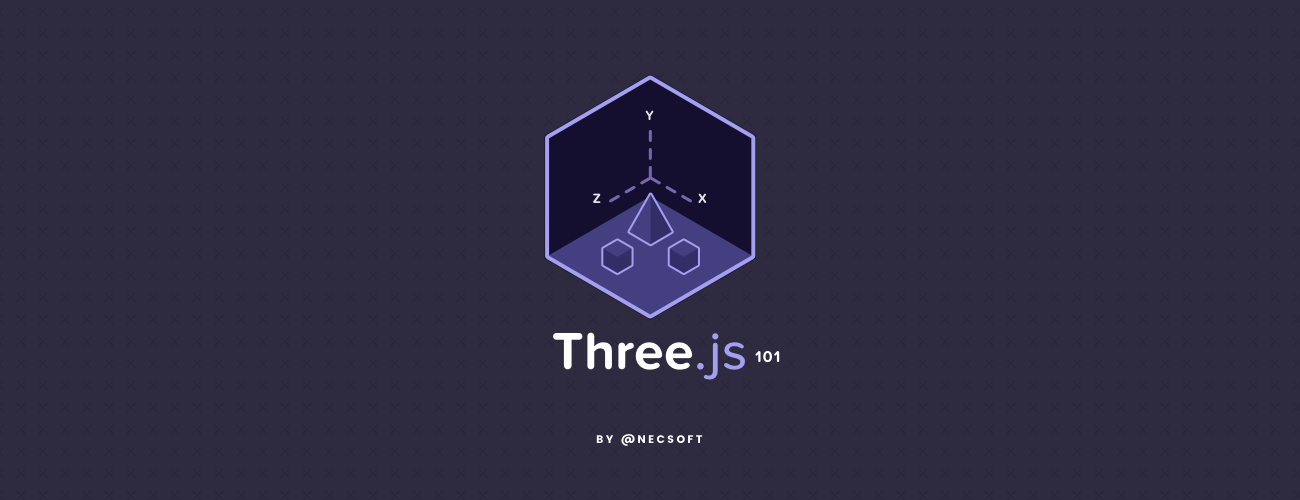 Y
Z X
Three.js 101
BY @NECSOFT